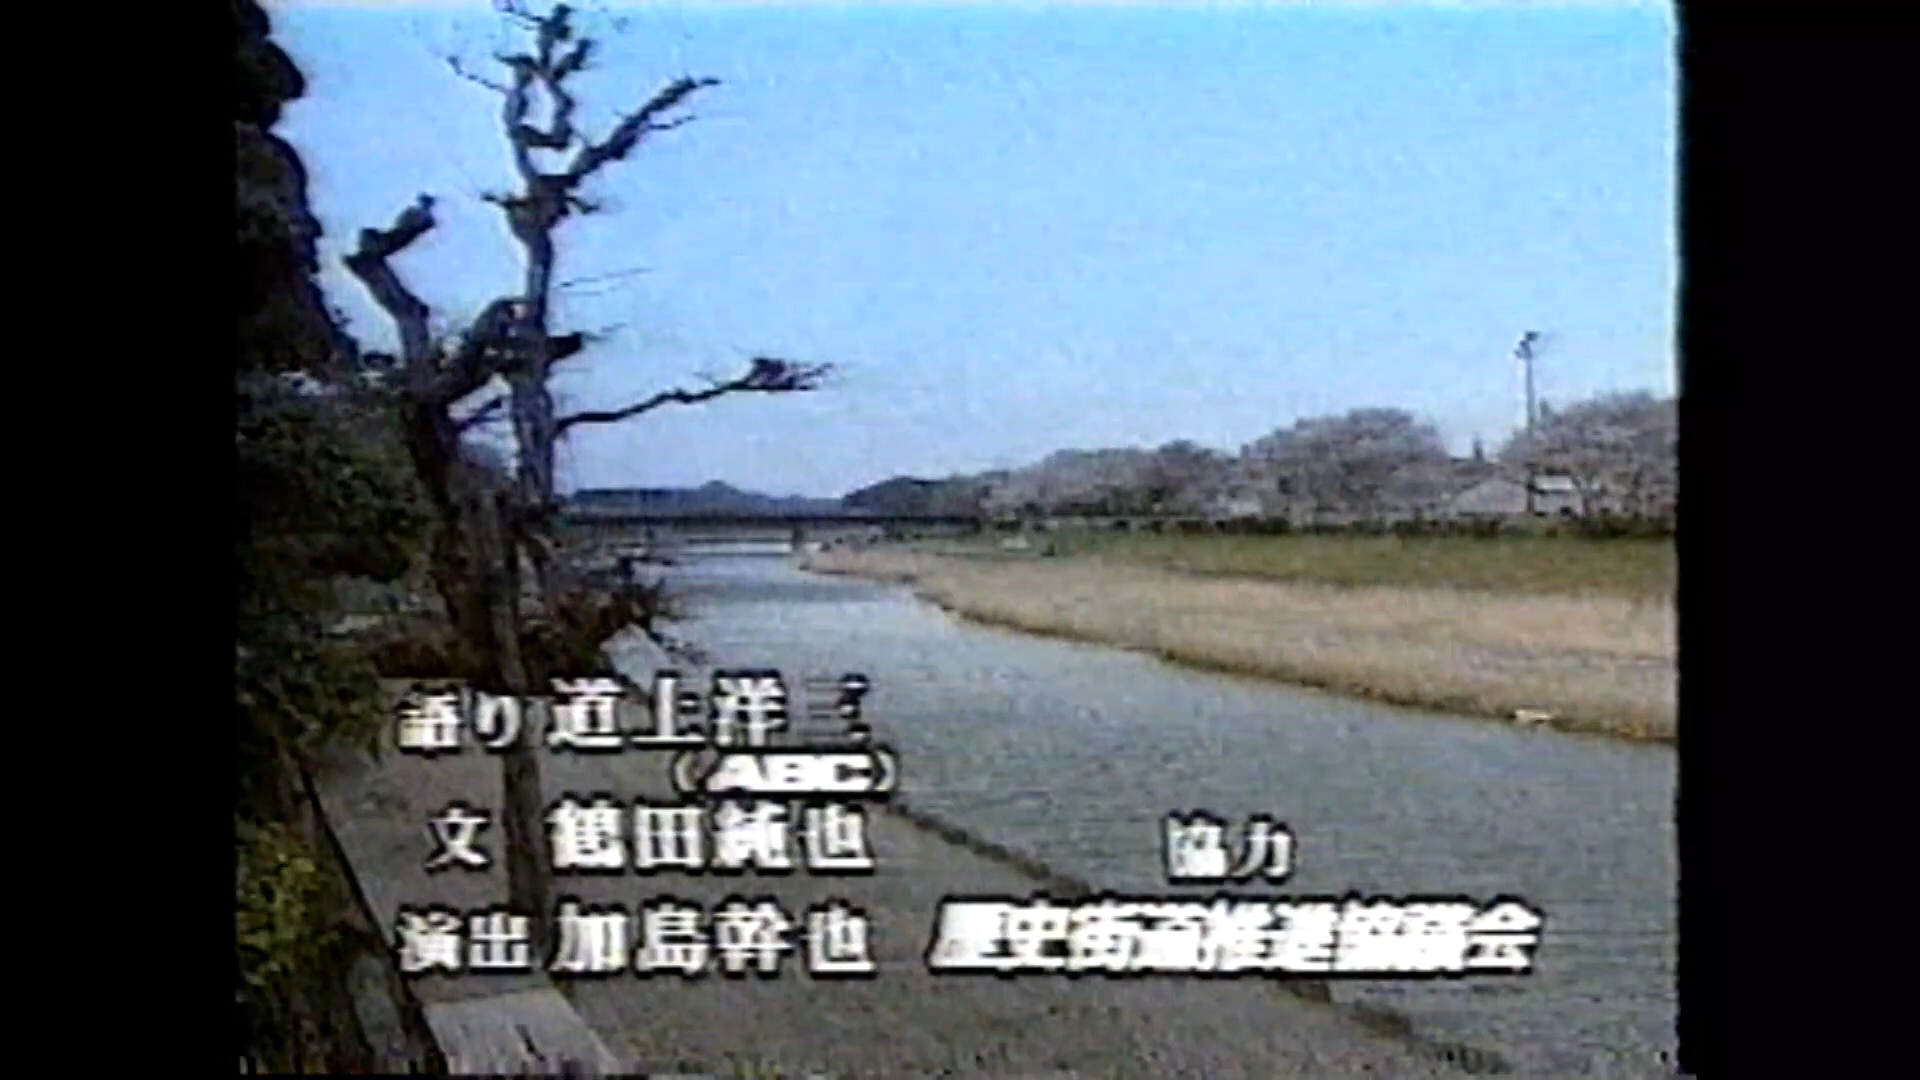 語り 道上洋三
(ABC)
文 鶴田純也
演出 加島幹也
協力
歴史街道推進協議会